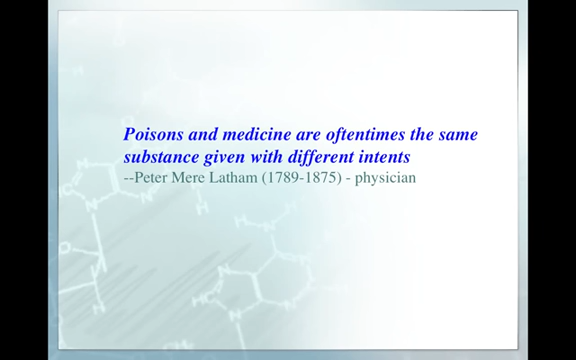 Poisons and medicine are oftentimes the same
substance given with different intents
--Peter Mere Latham (1789-1875) - physician